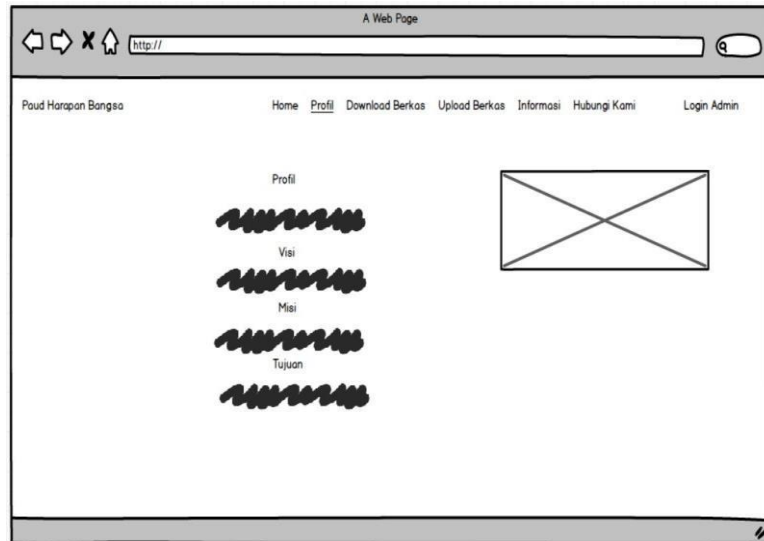 A Web Page
http://
Paud Harapan Bangsa Home Profil Download Berkas Upload Berkas Informasi Hubungi Kami Login Admin
Profil
Visi
Misi
Tujuan